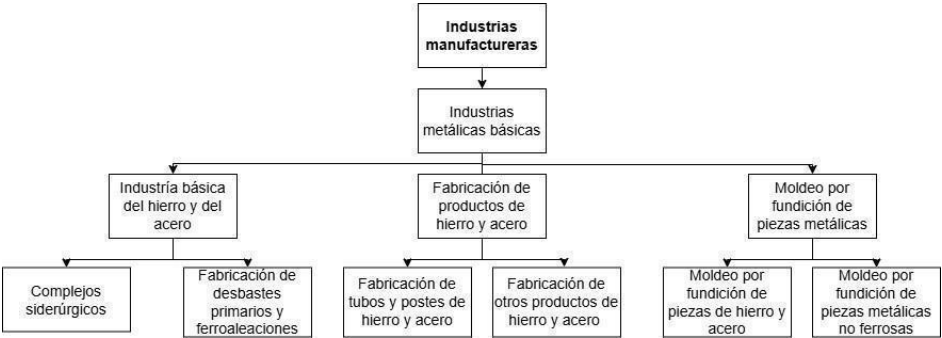 Industrias
manufactureras
Industrias
metálicas básicas
Industría básica
del hierro y del
acero
Fabricación de
productos de
hierro y acero
Moldeo por
fundición de
piezas metálicas
Complejos
siderúrgicos
Fabricación de
desbastes
primarios y
ferroaleaciones
Fabricación de
tubos y postes de
hierro y acero
Fabricación de
otros productos de
hierro y acero
Moldeo por
fundición de
piezas de hierro y
acero
Moldeo por
fundición de
piezas metálicas
no ferrosas